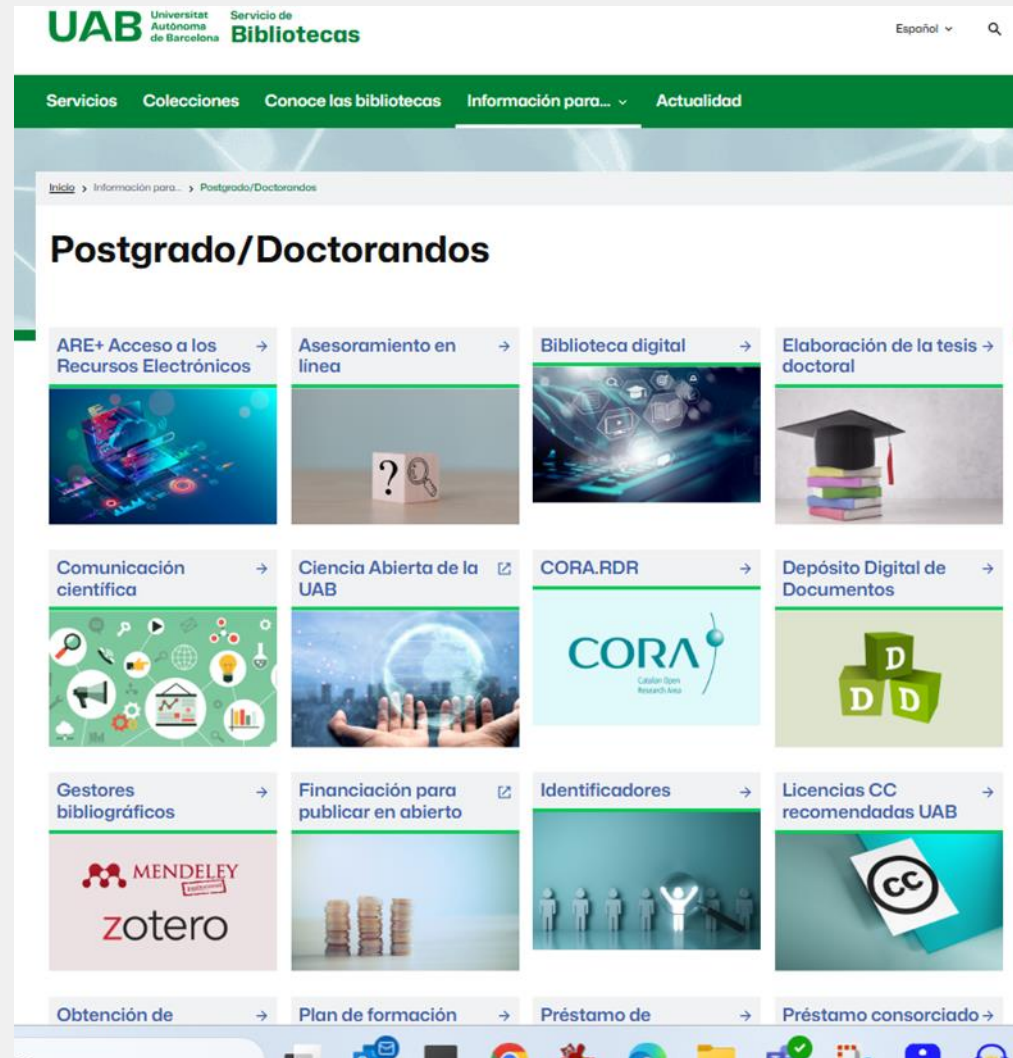 UAB Universitat Autònoma de Barcelona
Servicio de Bibliotecas
Español
Servicios Colecciones Conoce las bibliotecas Información para... Actualidad
Inicio > Información para... > Postgrado/Doctorandos
Postgrado/Doctorandos
ARE+ Acceso a los
Recursos Electrónicos
Asesoramiento en
línea
Biblioteca digital
Elaboración de la tesis
doctoral
?
Comunicación
científica
Ciencia Abierta de la
UAB
CORA.RDR
Depósito Digital de
Documentos
CORA
Catalan Open
Research Area
D
D D
Gestores
bibliográficos
Financiación para
publicar en abierto
Identificadores
Licencias CC
recomendadas UAB
MENDELEY
zotero
cc
Obtención de
Plan de formación
Préstamo de
Préstamo consorciado